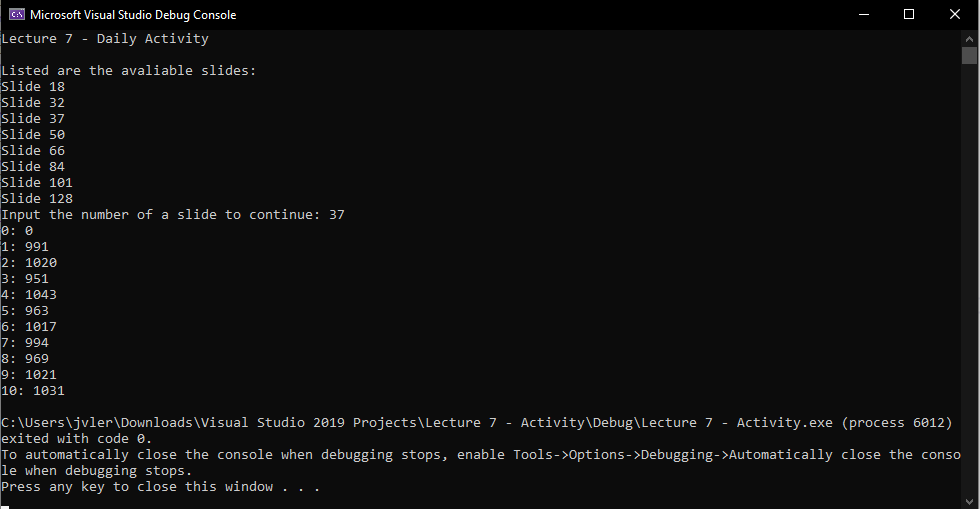 Microsoft Visual Studio Debug Console
Lecture 7 - Daily Activity
Listed are the avaliable slides:
Slide 18
Slide 32
Slide 37
Slide 50
Slide 66
Slide 84
Slide 101
Slide 128
Input the number of a slide to continue: 37
0: 0
1: 991
2: 1020
3: 951
4: 1043
5: 963
6: 1017
7: 994
8: 969
9: 1021
10: 1031
C:\Users\jvler\Downloads\Visual Studio 2019 Projects\Lecture 7 - Activity\Debug\Lecture 7 - Activity.exe (process 6012)
exited with code 0.
To automatically close the console when debugging stops, enable Tools->Options->Debugging->Automatically close the conso
le when debugging stops.
Press any key to close this window . . .